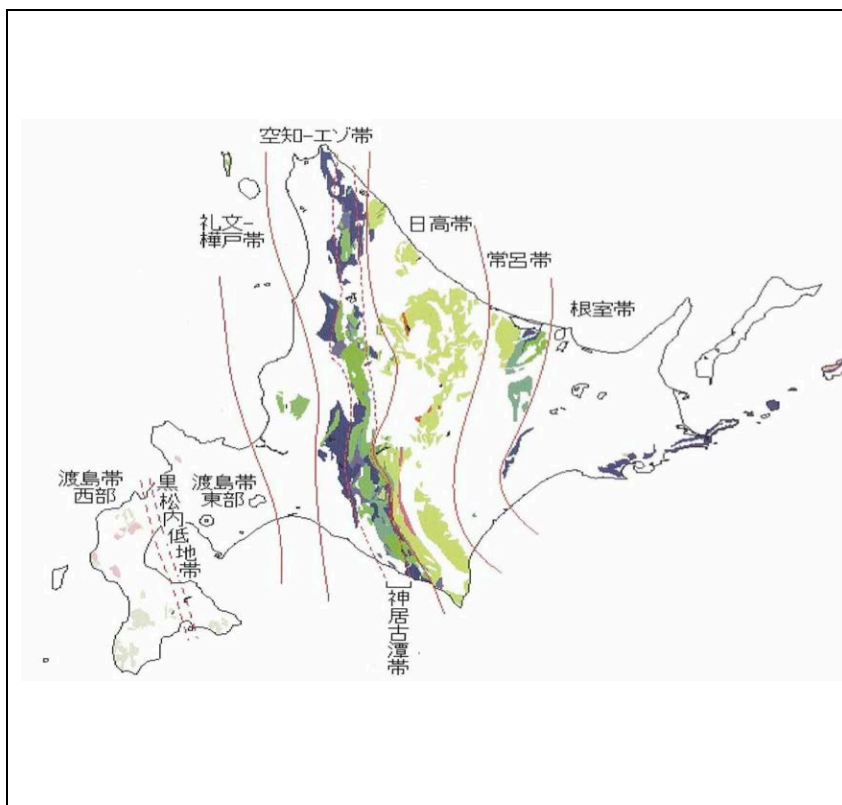 空知-エゾ帯
礼文-
樺戸帯
日高帯
常呂帯
根室帯
渡島帯
西部
黒松内低地帯
渡島帯
東部
神居古潭帯